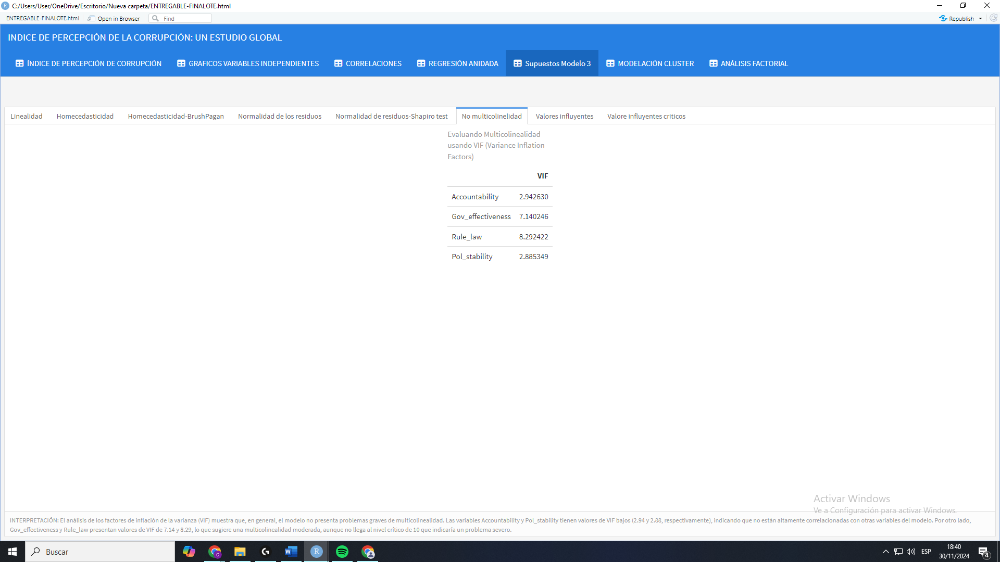 C:/Users/User/OneDrive/Escritorio/Nueva carpeta/ENTREGABLE-FINALOTE.html
ENTREGABLE-FINALOTE.html Open in Browser Find Republish
INDICE DE PERCEPCIÓN DE LA CORRUPCIÓN: UN ESTUDIO GLOBAL
ÍNDICE DE PERCEPCIÓN DE CORRUPCIÓN GRAFICOS VARIABLES INDEPENDIENTES CORRELACIONES REGRESIÓN ANIDADA Supuestos Modelo 3 MODELACIÓN CLUSTER ANÁLISIS FACTORIAL
Linealidad Homecedasticidad Homecedasticidad-BrushPagan Normalidad de los residuos Normalidad de residuos-Shapiro test No multicolinelidad Valores influyentes Valore influyentes criticos
Evaluando Multicolinealidad
usando VIF (Variance Inflation
Factors)
VIF
Accountability 2.942630
Gov_effectiveness 7.140246
Rule_law 8.292422
Pol_stability 2.885349
Activar Windows
Ve a Configuración para activar Windows.
INTERPRETACIÓN: El análisis de los factores de inflación de la varianza (VIF) muestra que, en general, el modelo no presenta problemas graves de multicolinealidad. Las variables Accountability y Pol_stability tienen valores de VIF bajos (2.94 y 2.88, respectivamente), indicando que no están altamente correlacionadas con otras variables del modelo. Por otro lado,
Gov_effectiveness y Rule_law presentan valores de VIF de 7.14 y 8.29, lo que sugiere una multicolinealidad moderada, aunque no llega al nivel crítico de 10 que indicaría un problema severo.
Buscar ESP 18:40
30/11/2024 4